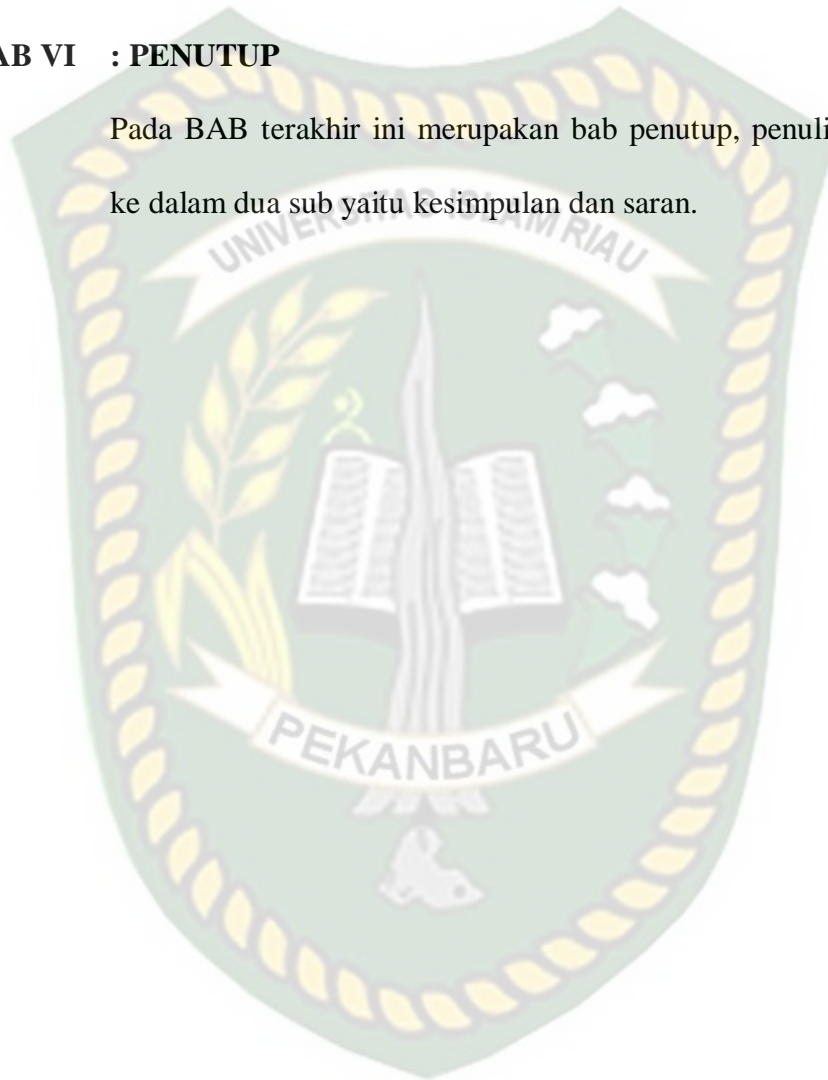 AB VI : PENUTUP
Pada BAB terakhir ini merupakan bab penutup, penuli
ke dalam dua sub yaitu kesimpulan dan saran.
UNIVERSITAS ISLAM RIAU
PEKANBARU